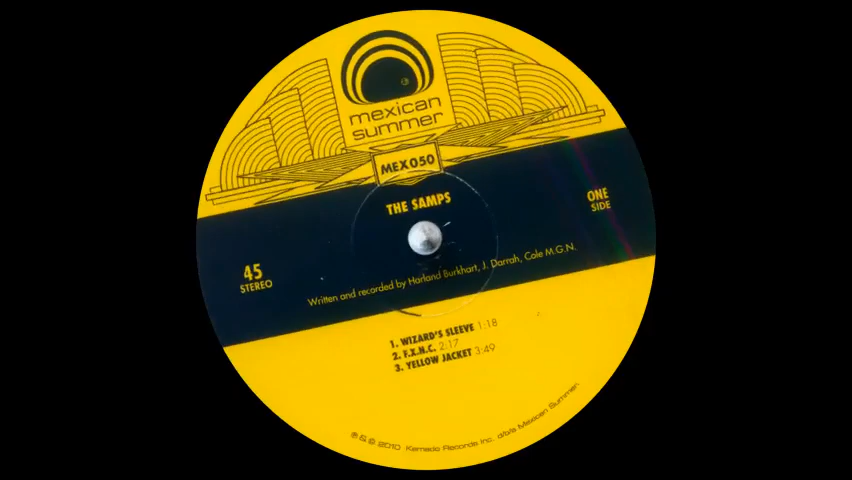 mexican
summer
MEX050
THE SAMPS
ONE
SIDE
45
STEREO
Written and recorded by Harland Burkhart, J. Darrah, Cole M.G.N.
1. WIZARD'S SLEEVE 1:18
2. F.X.N.C. 2:17
3. YELLOW JACKET 3:49
℗ & © 2010 Kemado Records Inc. d/b/a Mexican Summer